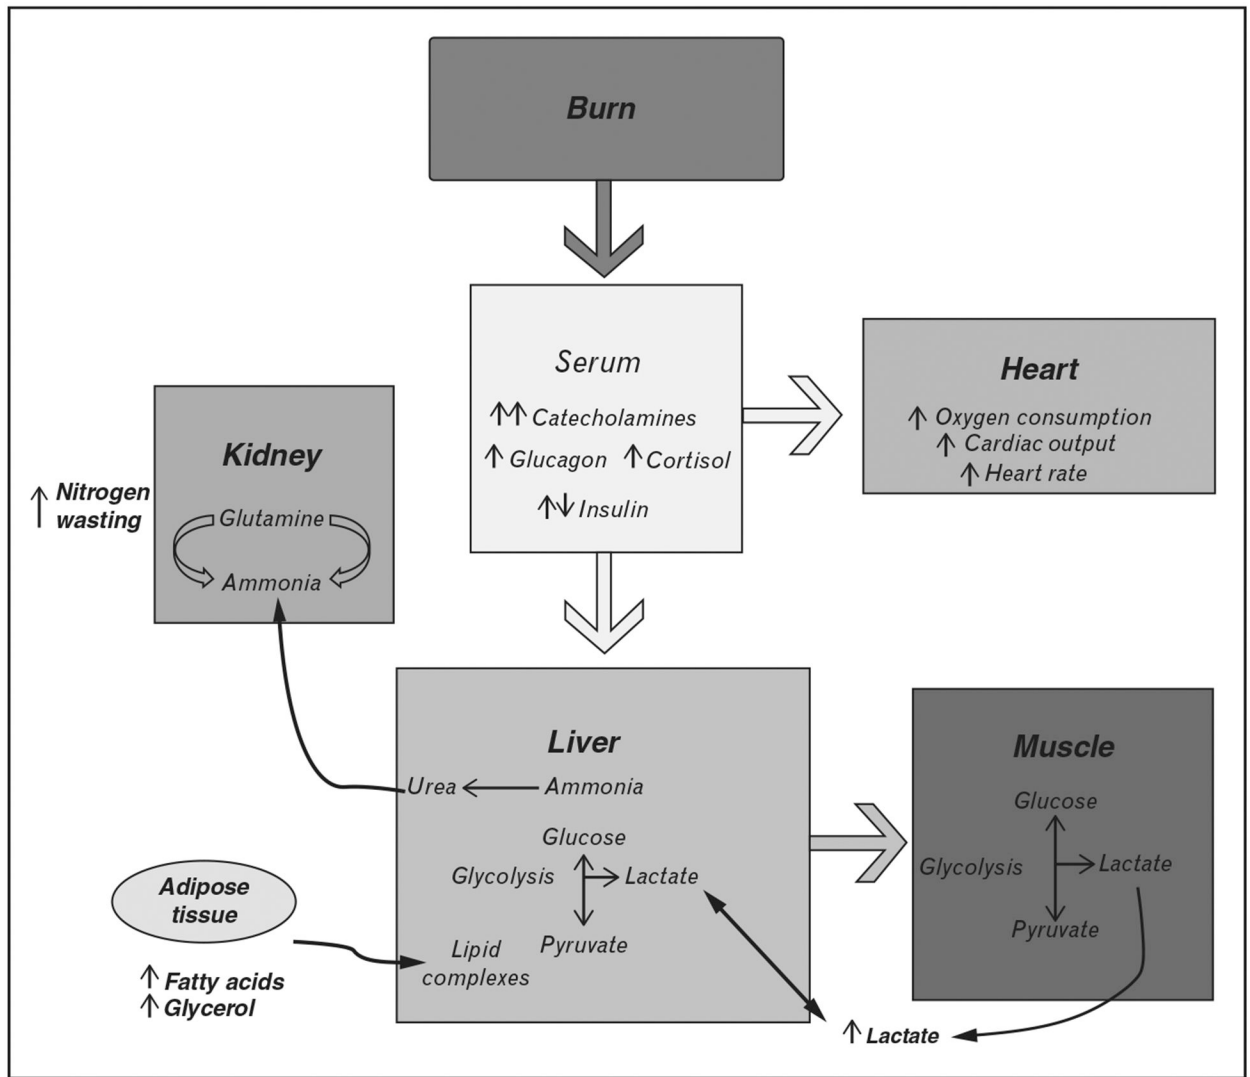 Burn
Serum
↑↑ Catecholamines
↑ Glucagon ↑ Cortisol
↑↓ Insulin
Heart
↑ Oxygen consumption
↑ Cardiac output
↑ Heart rate
Kidney
Glutamine
Ammonia
↑ Nitrogen
wasting
Liver
Urea ← Ammonia
Glucose
Glycolysis Lactate
Pyruvate
Lipid
complexes
Muscle
Glucose
Glycolysis Lactate
Pyruvate
Adipose
tissue
↑ Fatty acids
↑ Glycerol
↑ Lactate